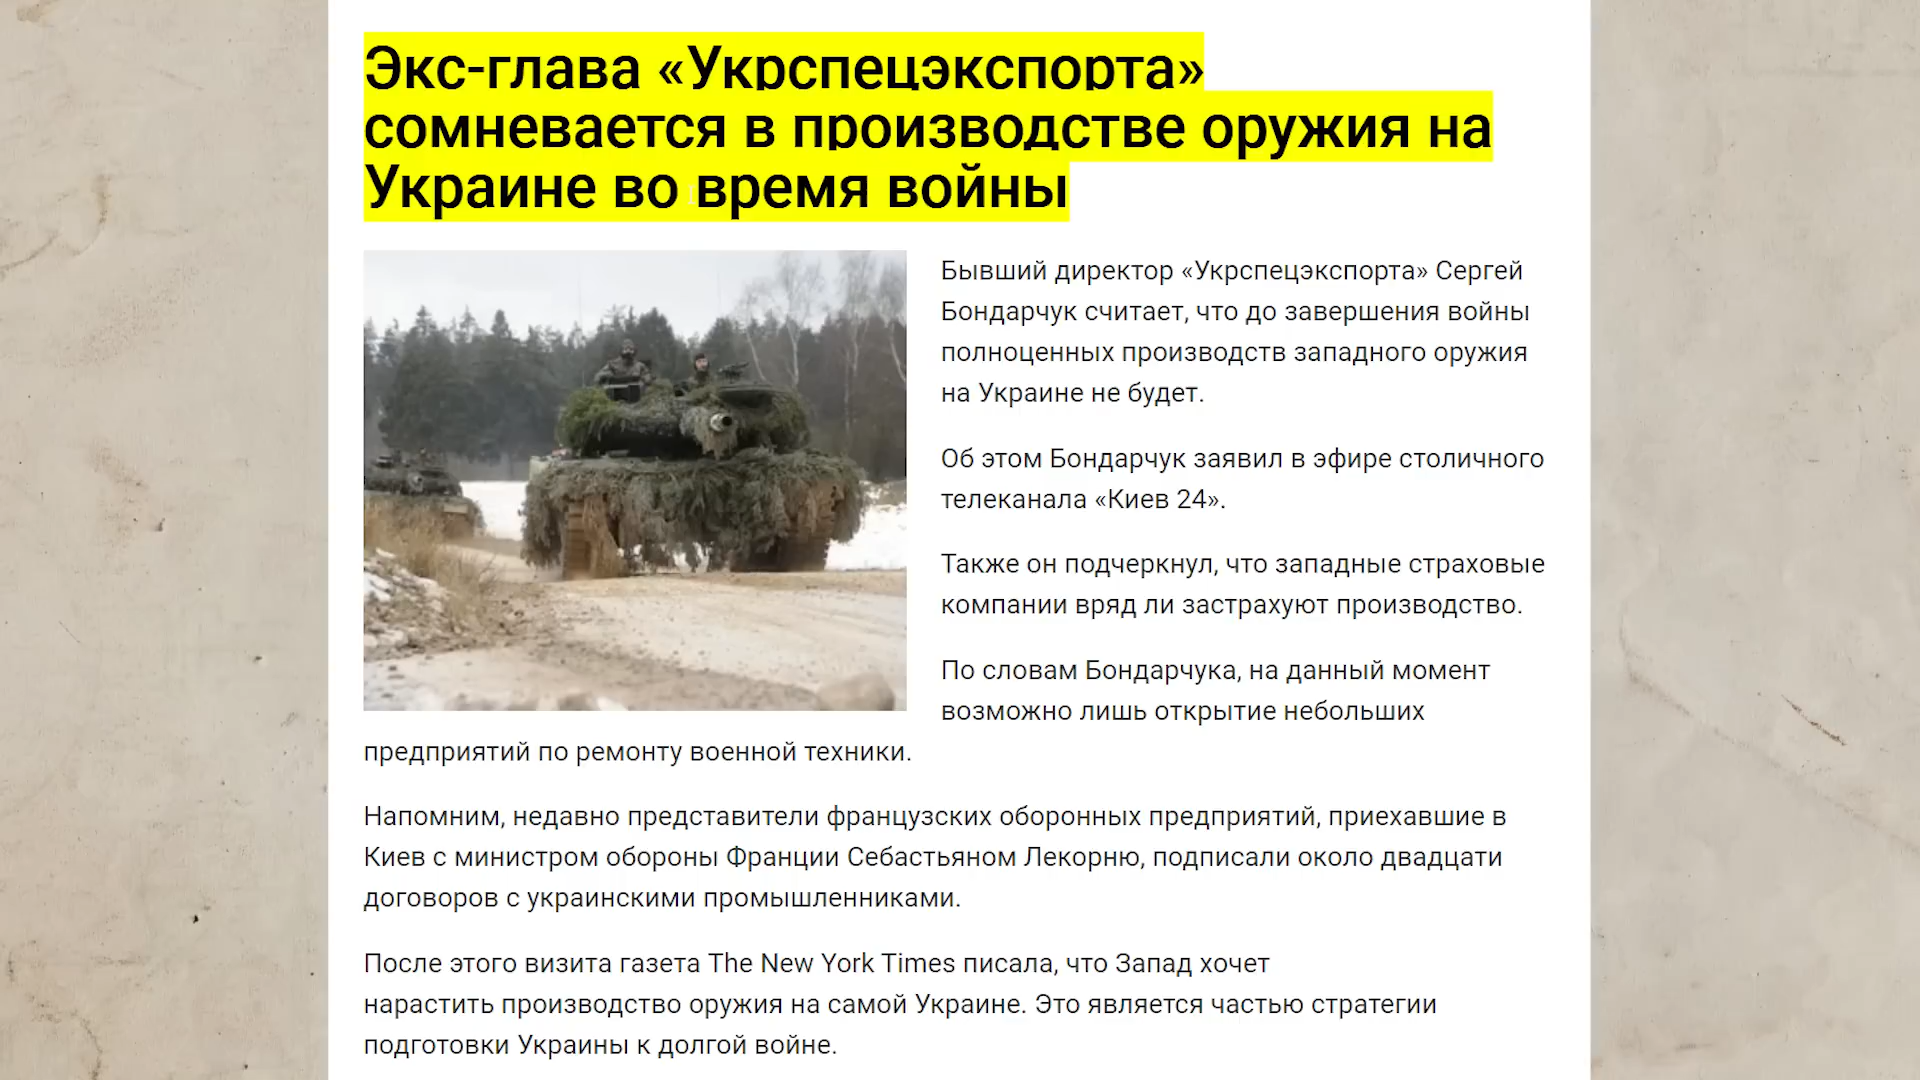 Экс-глава «Укрспецэкспорта»
сомневается в производстве оружия на
Украине во время войны
Бывший директор «Укрспецэкспорта» Сергей
Бондарчук считает, что до завершения войны
полноценных производств западного оружия
на Украине не будет.
Об этом Бондарчук заявил в эфире столичного
телеканала «Киев 24».
Также он подчеркнул, что западные страховые
компании вряд ли застрахуют производство.
По словам Бондарчука, на данный момент
возможно лишь открытие небольших
предприятий по ремонту военной техники.
Напомним, недавно представители французских оборонных предприятий, приехавшие в
Киев с министром обороны Франции Себастьяном Лекорню, подписали около двадцати
договоров с украинскими промышленниками.
После этого визита газета The New York Times писала, что Запад хочет
нарастить производство оружия на самой Украине. Это является частью стратегии
подготовки Украины к долгой войне.